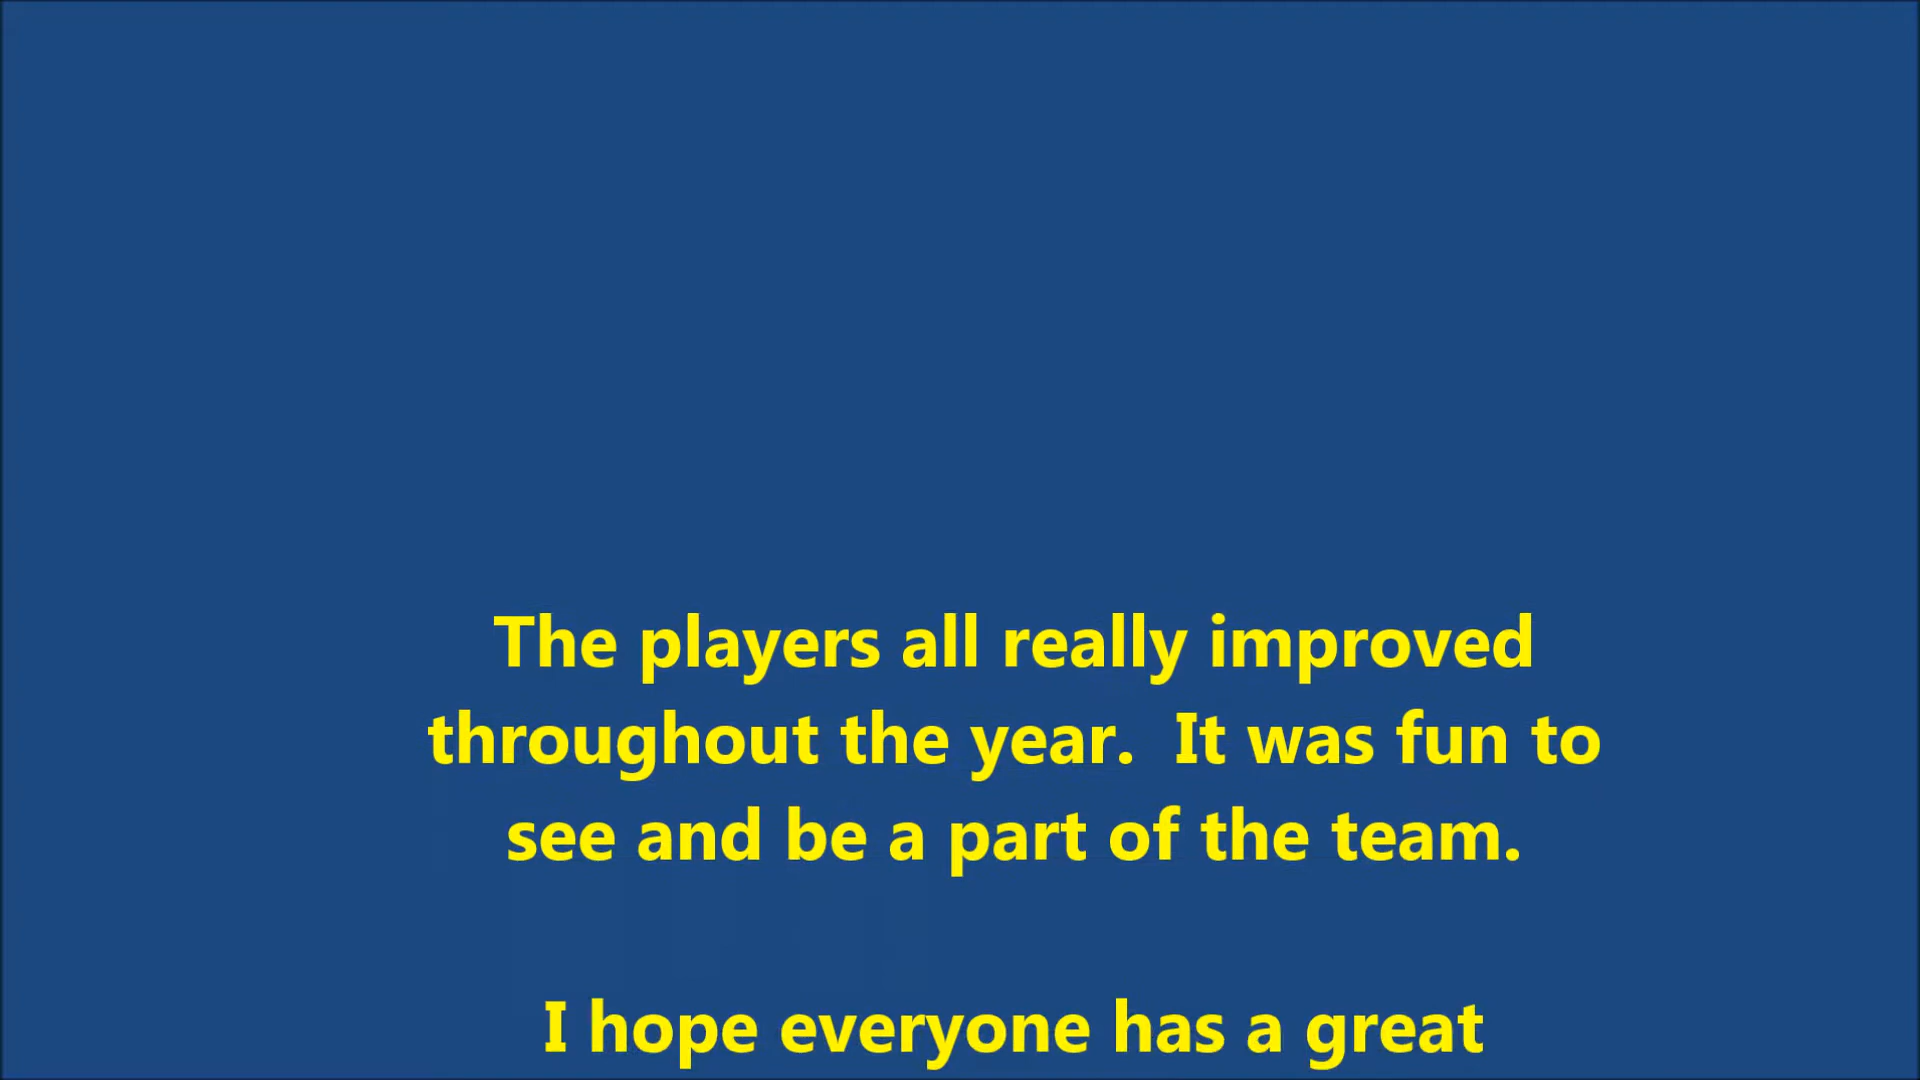 The players all really improved
throughout the year.  It was fun to
see and be a part of the team.
I hope everyone has a great